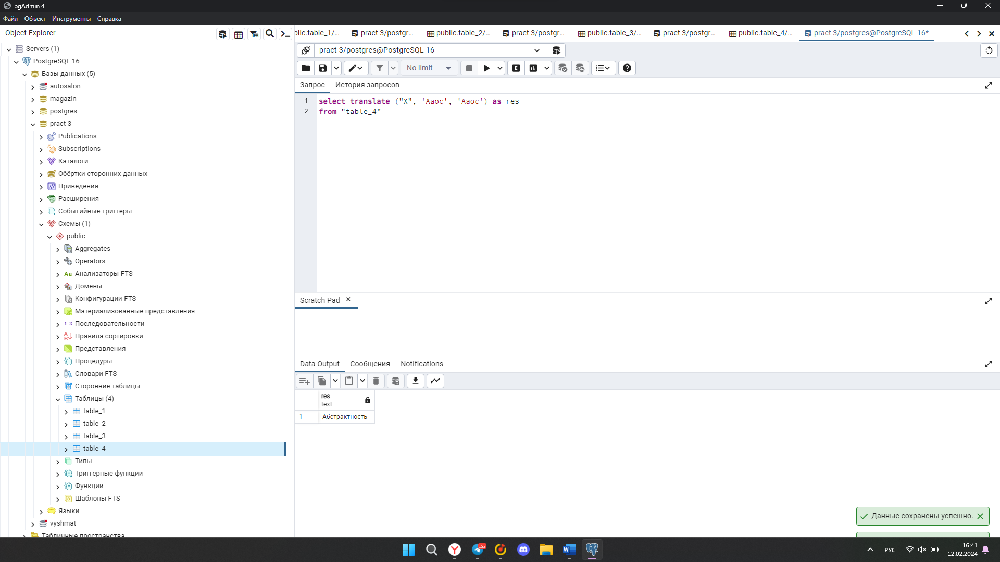 pgAdmin 4
Файл Объект Инструменты Справка
Object Explorer
blic.table_1/...
pract 3/postgr...
public.table_2/...
pract 3/postgr...
public.table_3/...
pract 3/postgr...
public.table_4/...
pract 3/postgres@PostgreSQL 16*
Servers (1)
PostgreSQL 16
Базы данных (5)
autosalon
magazin
postgres
pract 3
Publications
Subscriptions
Каталоги
Обёртки сторонних данных
Приведения
Расширения
Событийные триггеры
Схемы (1)
public
Aggregates
Operators
Aa Анализаторы FTS
Домены
Конфигурации FTS
Материализованные представления
1..3 Последовательности
Правила сортировки
Представления
Процедуры
Словари FTS
Сторонние таблицы
Таблицы (4)
table_1
table_2
table_3
table_4
Типы
Триггерные функции
Функции
Шаблоны FTS
Языки
vyshmat
Табличные пространства
pract 3/postgres@PostgreSQL 16
No limit
E
Запрос История запросов
1 select translate ("X", 'Ааос', 'Aaoc') as res
2 from "table_4"
Scratch Pad
Data Output Сообщения Notifications
res
text
1 Абстрактность
Данные сохранены успешно.
52
РУС
16:41
12.02.2024